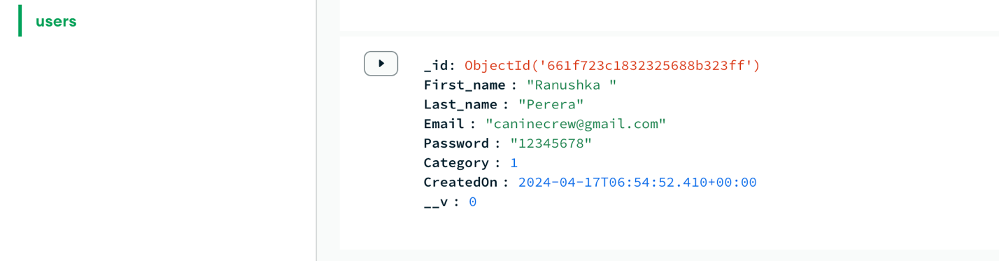 users
_id: ObjectId('661f723c1832325688b323ff')
First_name : "Ranushka "
Last_name : "Perera"
Email : "caninecrew@gmail.com"
Password : "12345678"
Category : 1
CreatedOn : 2024-04-17T06:54:52.410+00:00
__v : 0